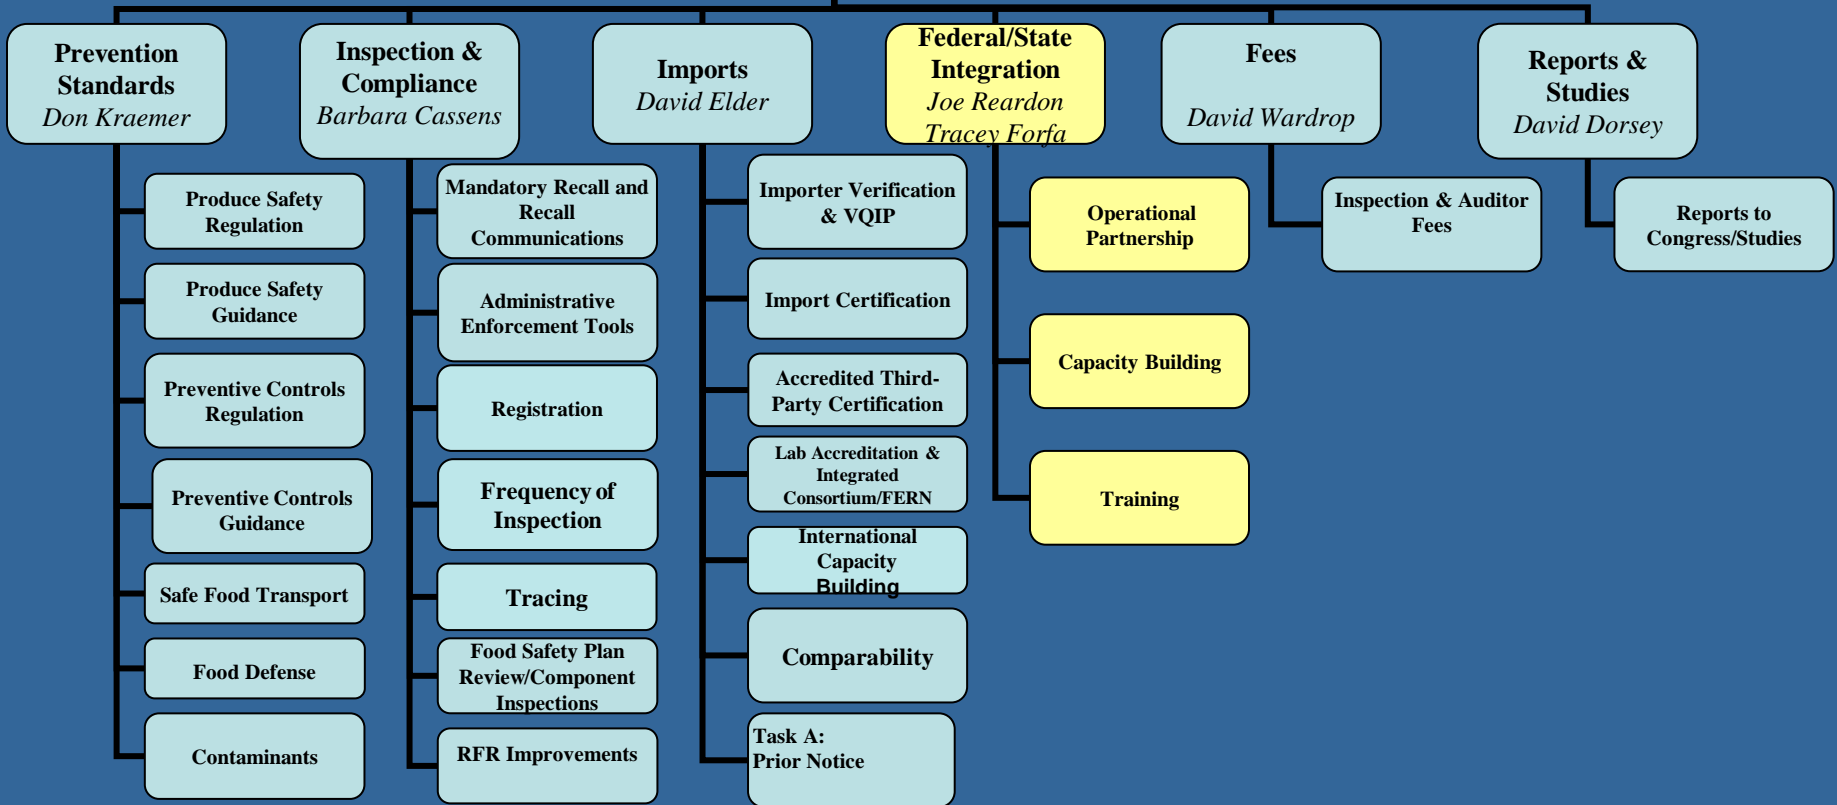 Prevention
Standards
Don Kraemer
Produce Safety
Regulation
Produce Safety
Guidance
Preventive Controls
Regulation
Preventive Controls
Guidance
Safe Food Transport
Food Defense
Contaminants
Inspection &
Compliance
Barbara Cassens
Mandatory Recall and
Recall
Communications
Administrative
Enforcement Tools
Registration
Frequency of
Inspection
Tracing
Food Safety Plan
Review/Component
Inspections
RFR Improvements
Imports
David Elder
Importer Verification
& VQIP
Import Certification
Accredited Third-
Party Certification
Lab Accreditation &
Integrated
Consortium/FERN
International
Capacity
Building
Comparability
Task A:
Prior Notice
Federal/State
Integration
Joe Reardon
Tracey Forfa
Operational
Partnership
Capacity Building
Training
Fees
David Wardrop
Inspection & Auditor
Fees
Reports &
Studies
David Dorsey
Reports to
Congress/Studies